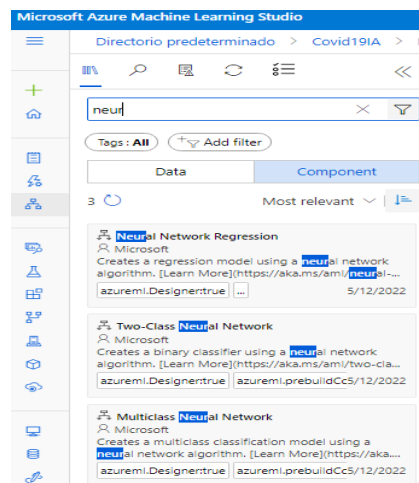 Microsoft Azure Machine Learning Studio
Directorio predeterminado > Covid19IA >
neur
Tags : All
Add filter
Data
Component
3
Most relevant
Neural Network Regression
Microsoft
Creates a regression model using a neural network
algorithm. [Learn More](https://aka.ms/aml/neural-...
azureml.Designer:true ... 5/12/2022
Two-Class Neural Network
Microsoft
Creates a binary classifier using a neural network
algorithm. [Learn More](https://aka.ms/aml/two-cla...
azureml.Designer:true azureml.prebuildCc 5/12/2022
Multiclass Neural Network
Microsoft
Creates a multiclass classification model using a
neural network algorithm. [Learn More](https://aka....
azureml.Designer:true azureml.prebuildCc 5/12/2022